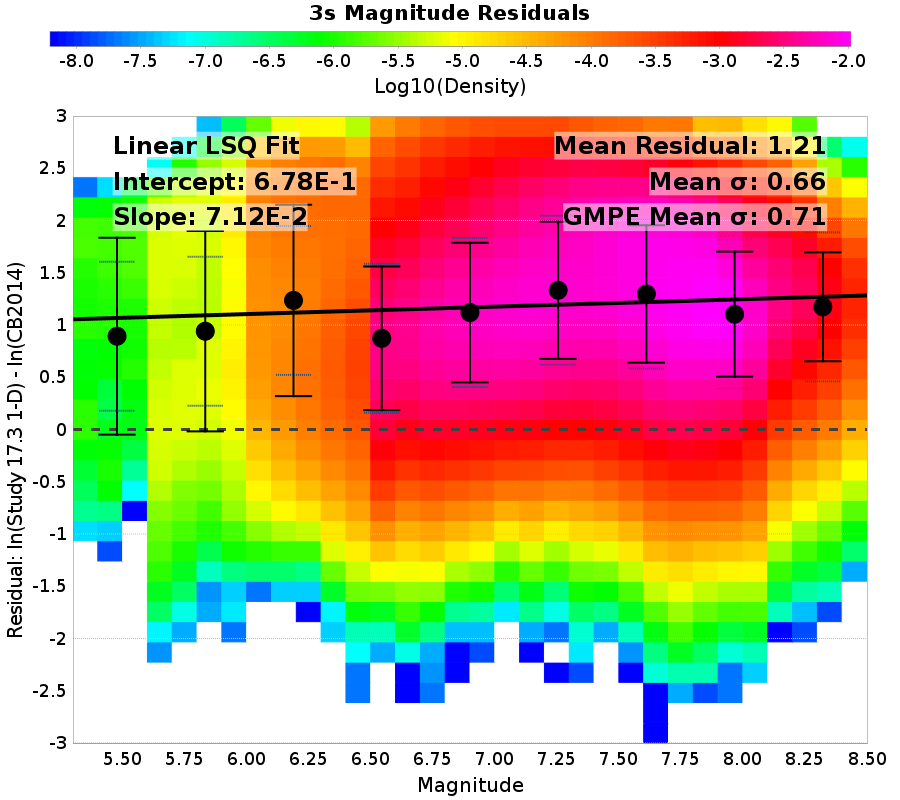 3s Magnitude Residuals
-8.0 -7.5 -7.0 -6.5 -6.0 -5.5 -5.0 -4.5 -4.0 -3.5 -3.0 -2.5 -2.0
Log10(Density)
Linear LSQ Fit
Intercept: 6.78E-1
Slope: 7.12E-2
Mean Residual: 1.21
Mean σ: 0.66
GMPE Mean σ: 0.71
Residual: ln(Study 17.3 1-D) - ln(CB2014)
3
2.5
2
1.5
1
0.5
0
-0.5
-1
-1.5
-2
-2.5
-3
5.50 5.75 6.00 6.25 6.50 6.75 7.00 7.25 7.50 7.75 8.00 8.25 8.50
Magnitude